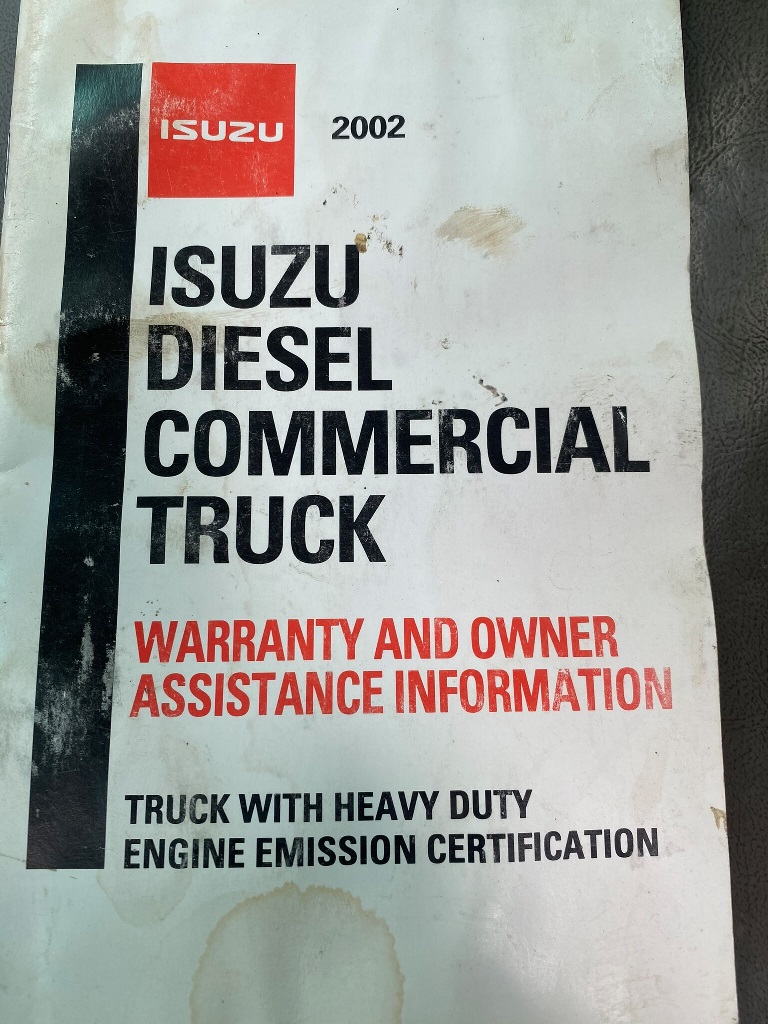 ISUZU
2002
ISUZU
DIESEL
COMMERCIAL
TRUCK
WARRANTY AND OWNER
ASSISTANCE INFORMATION
TRUCK WITH HEAVY DUTY
ENGINE EMISSION CERTIFICATION